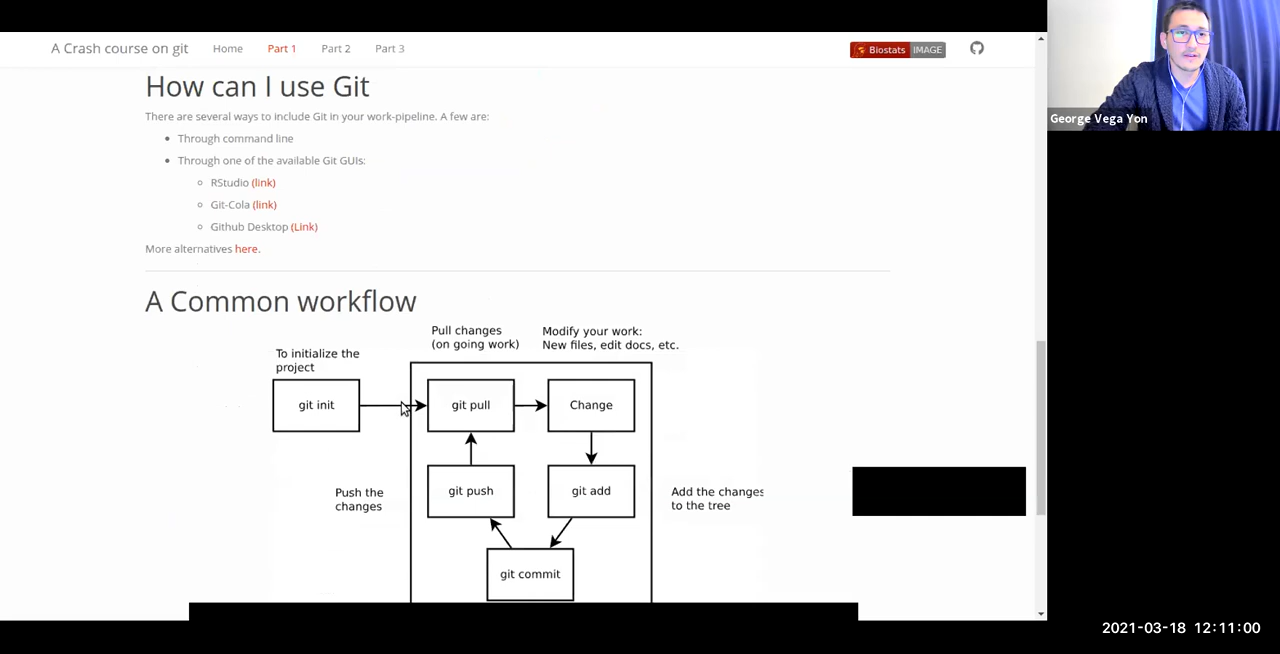 A Crash course on git Home Part 1 Part 2 Part 3 Biostats IMAGE
How can I use Git
There are several ways to include Git in your work-pipeline. A few are:
Through command line
Through one of the available Git GUIs:
RStudio (link)
Git-Cola (link)
Github Desktop (Link)
More alternatives here.
A Common workflow
Pull changes
(on going work)
Modify your work:
New files, edit docs, etc.
To initialize the
project
git init
git pull
Change
Push the
changes
git push
git add
Add the changes
to the tree
git commit
George Vega Yon
2021-03-18 12:11:00